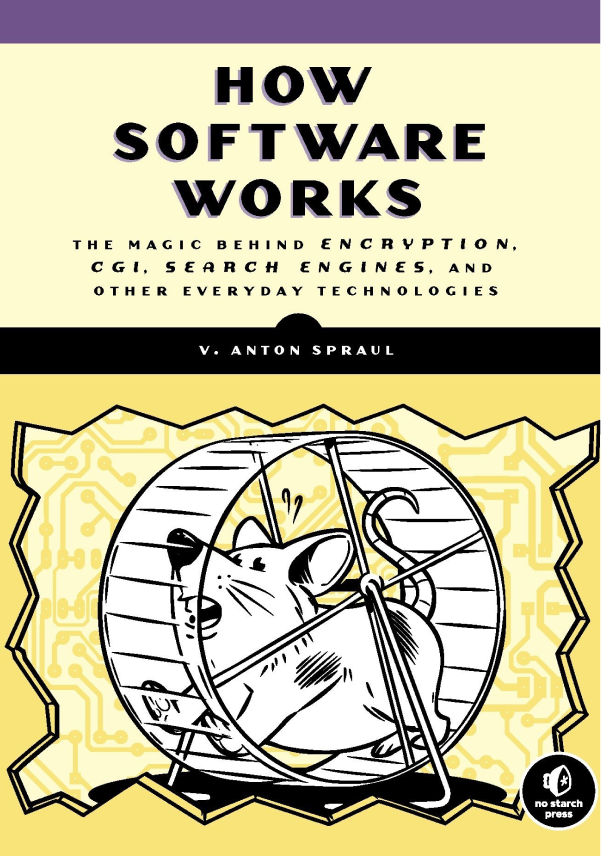 HOW
SOFTWARE
WORKS
THE MAGIC BEHIND ENCRYPTION,
CGI, SEARCH ENGINES, AND
OTHER EVERYDAY TECHNOLOGIES
V. ANTON SPRAUL
no starch
press